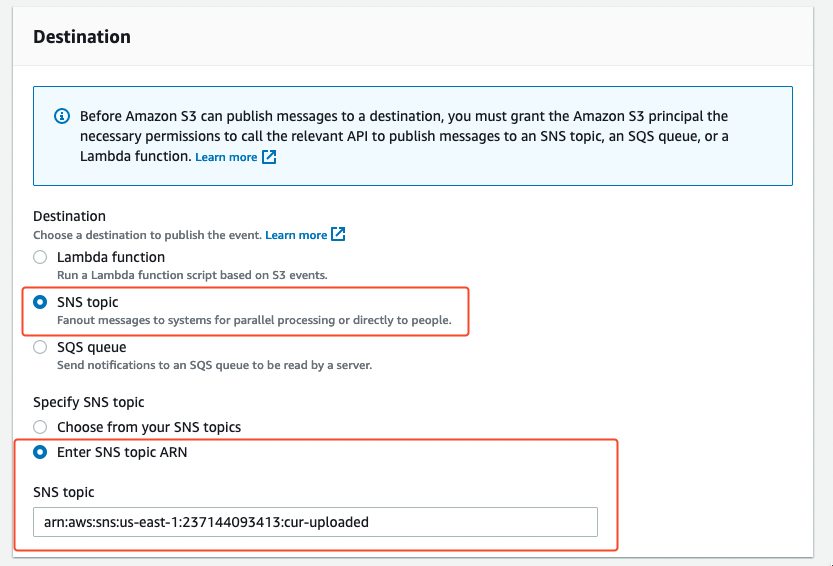 Destination
Before Amazon S3 can publish messages to a destination, you must grant the Amazon S3 principal the
necessary permissions to call the relevant API to publish messages to an SNS topic, an SQS queue, or a
Lambda function. Learn more
Destination
Choose a destination to publish the event. Learn more
Lambda function
Run a Lambda function script based on S3 events.
SNS topic
Fanout messages to systems for parallel processing or directly to people.
SQS queue
Send notifications to an SQS queue to be read by a server.
Specify SNS topic
Choose from your SNS topics
Enter SNS topic ARN
SNS topic
arn:aws:sns:us-east-1:237144093413:cur-uploaded